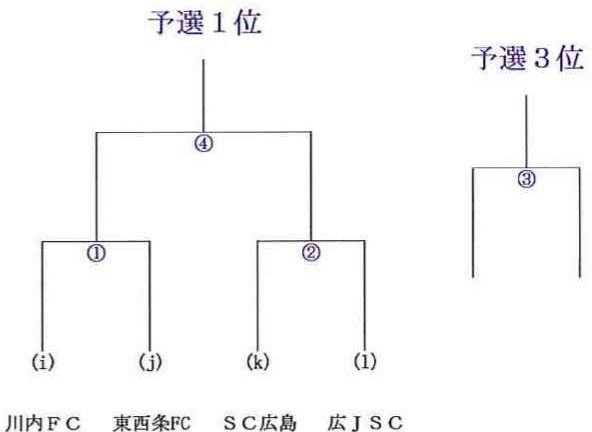 予選１位
予選３位
④
③
①
②
(i)
(j)
(k)
(l)
川内ＦＣ
東西条FC
ＳＣ広島
広ＪＳＣ